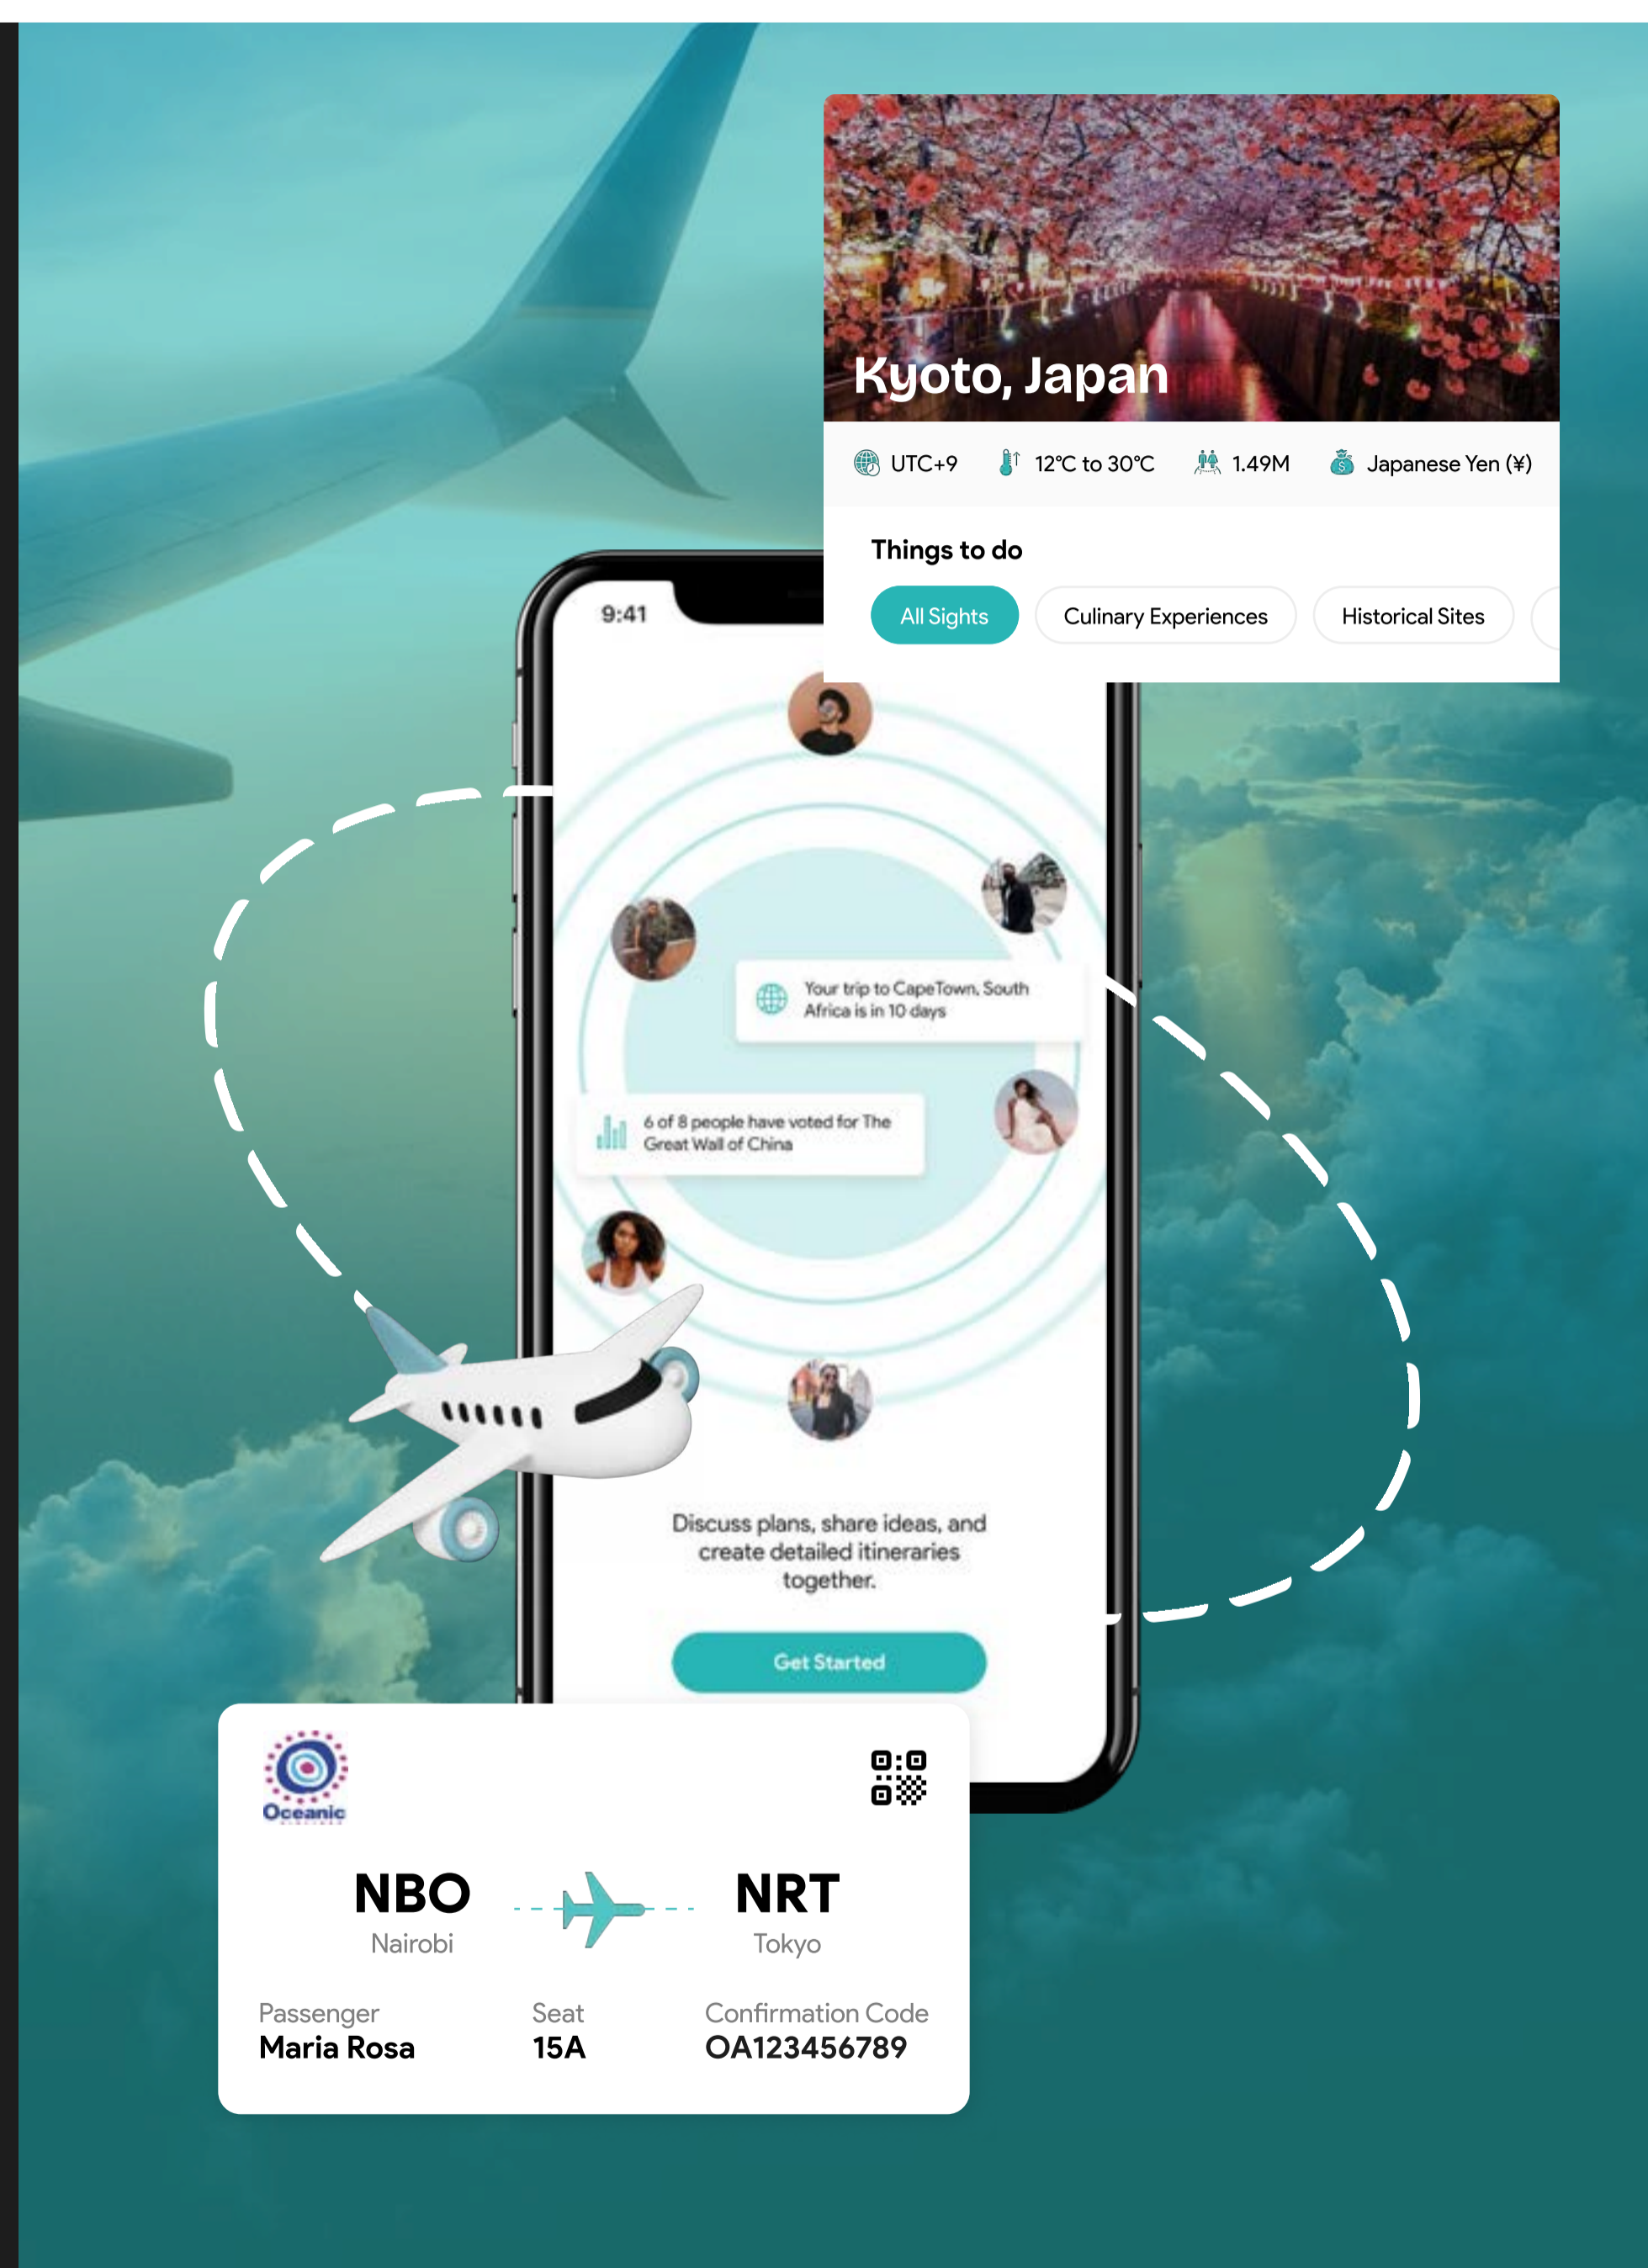 Kyoto, Japan
UTC+9
12°C to 30°C
1.49M
Japanese Yen (¥)
Things to do
All Sights
Culinary Experiences
Historical Sites
9:41
Your trip to CapeTown, South
Africa is in 10 days
6 of 8 people have voted for The
Great Wall of China
Discuss plans, share ideas, and
create detailed itineraries
together.
Get Started
Oceanic
NBO
NRT
Nairobi
Tokyo
Passenger
Seat
Confirmation Code
Maria Rosa
15A
OA123456789